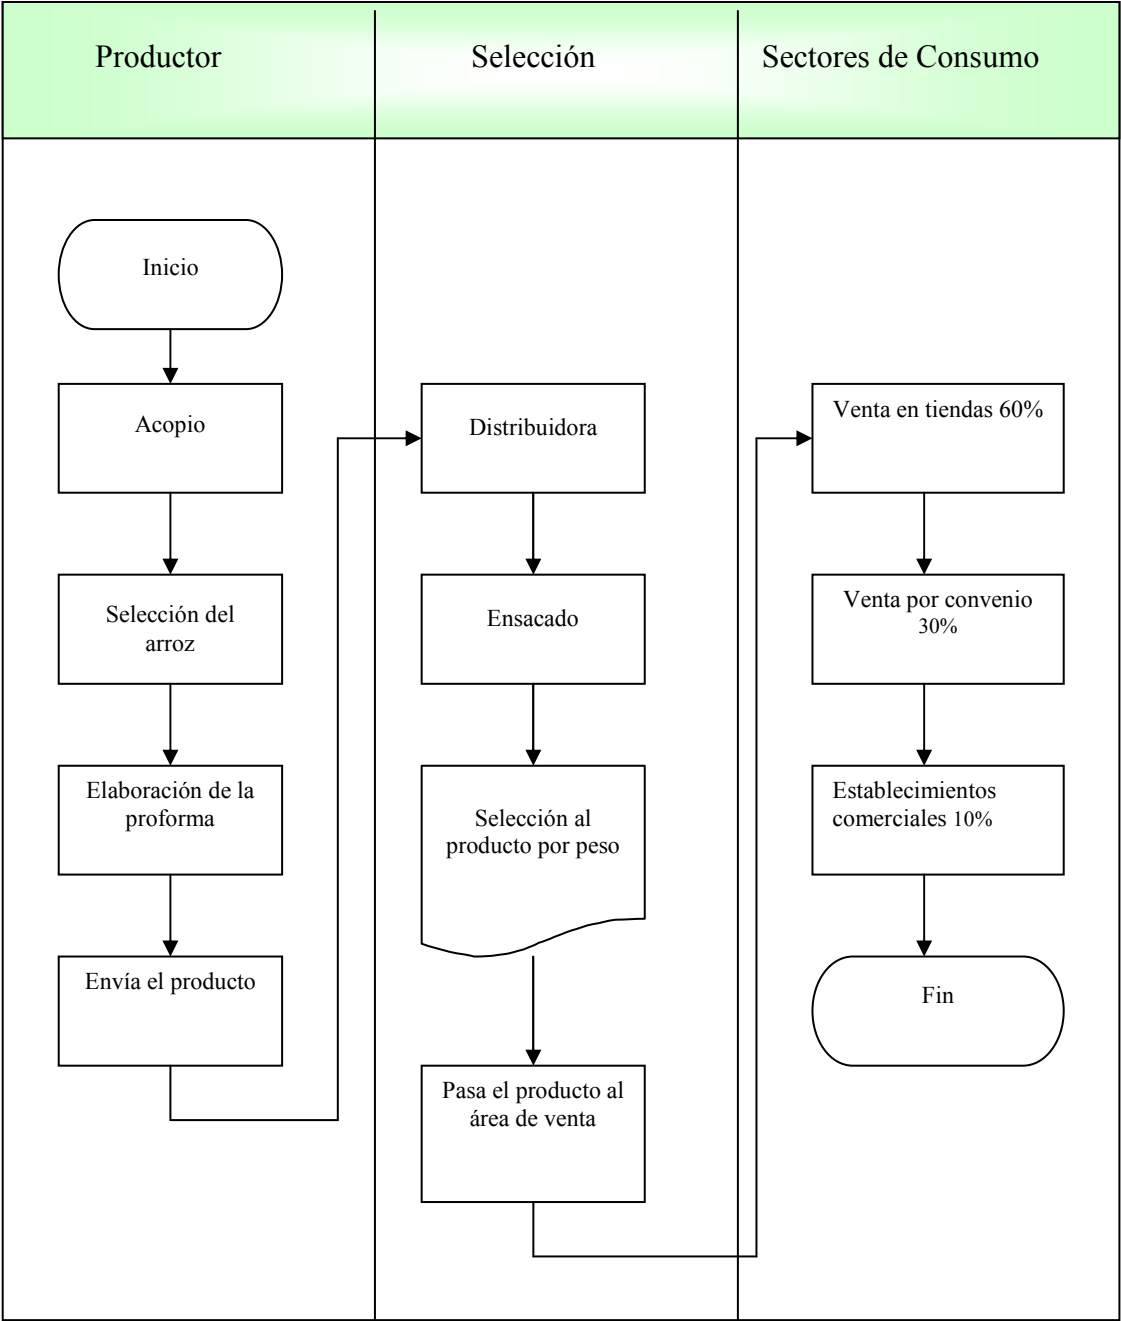 Productor
Selección
Sectores de Consumo
Inicio
Acopio
Selección del
arroz
Elaboración de la
proforma
Envía el producto
Distribuidora
Ensacado
Selección al
producto por peso
Pasa el producto al
área de venta
Venta en tiendas 60%
Venta por convenio
30%
Establecimientos
comerciales 10%
Fin